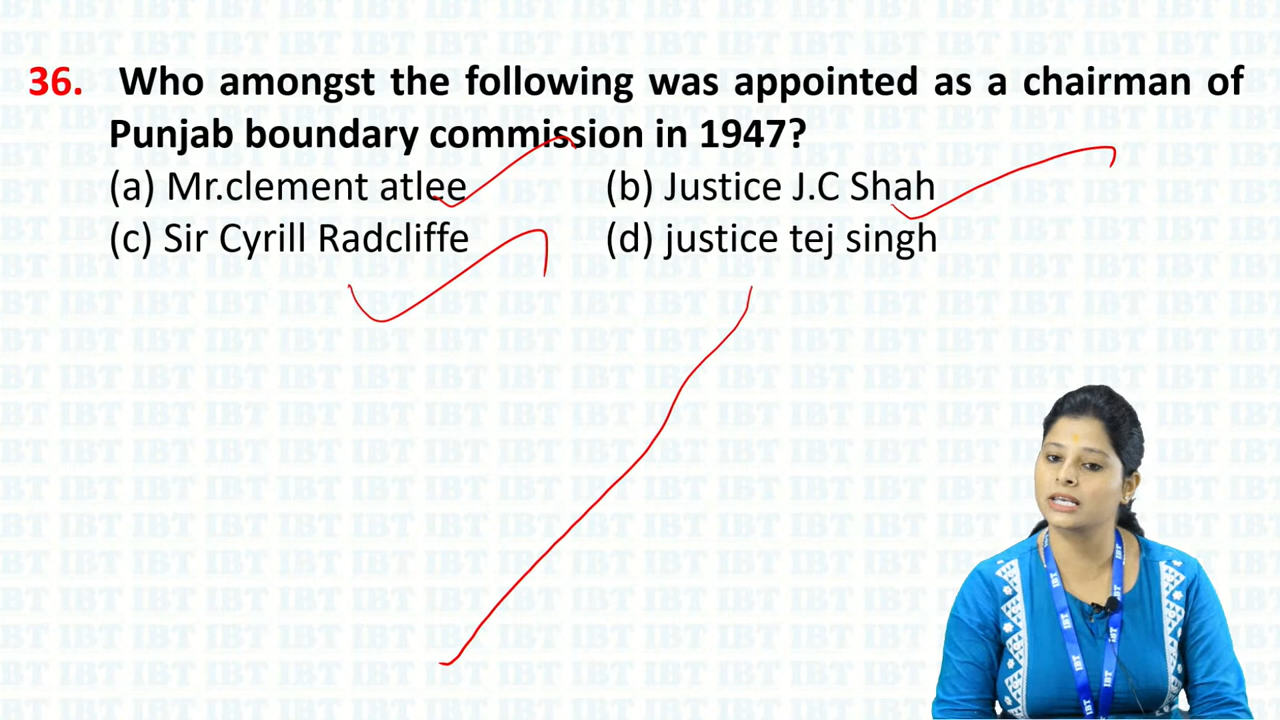 36. Who amongst the following was appointed as a chairman of
Punjab boundary commission in 1947?
(a) Mr.clement atlee (b) Justice J.C Shah
(c) Sir Cyrill Radcliffe (d) justice tej singh